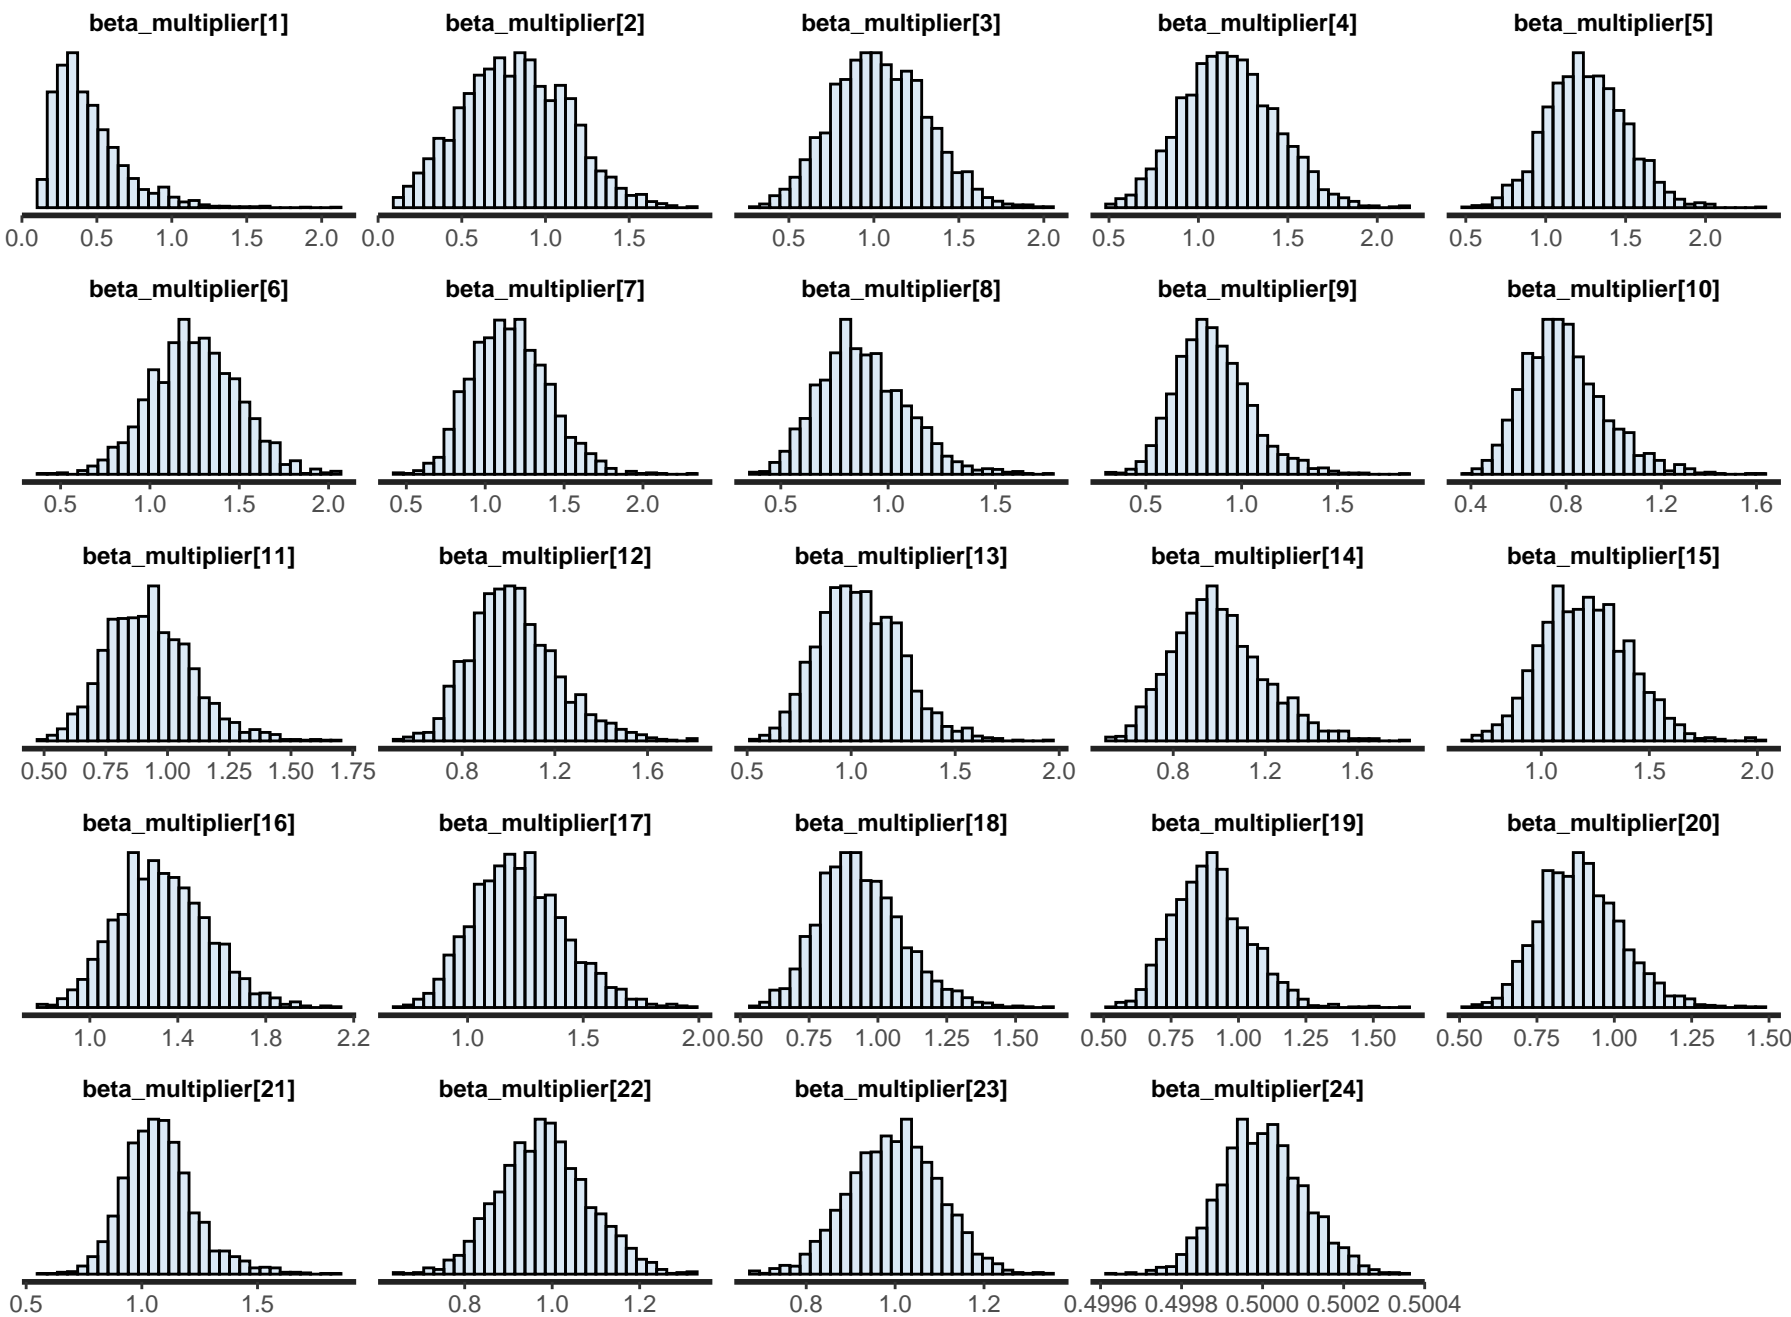 beta_multiplier[1] beta_multiplier[2] beta_multiplier[3] beta_multiplier[4] beta_multiplier[5]
0.0 0.5 1.0 1.5 2.0 0.0 0.5 1.0 1.5 0.5 1.0 1.5 2.0 0.5 1.0 1.5 2.0 0.5 1.0 1.5 2.0
beta_multiplier[6] beta_multiplier[7] beta_multiplier[8] beta_multiplier[9] beta_multiplier[10]
0.5 1.0 1.5 2.0 0.5 1.0 1.5 2.0 0.5 1.0 1.5 0.5 1.0 1.5 0.4 0.8 1.2 1.6
beta_multiplier[11] beta_multiplier[12] beta_multiplier[13] beta_multiplier[14] beta_multiplier[15]
0.50 0.75 1.00 1.25 1.50 1.75 0.8 1.2 1.6 0.5 1.0 1.5 2.0 0.8 1.2 1.6 1.0 1.5 2.0
beta_multiplier[16] beta_multiplier[17] beta_multiplier[18] beta_multiplier[19] beta_multiplier[20]
1.0 1.4 1.8 2.2 1.0 1.5 2.0 0.50 0.75 1.00 1.25 1.50 0.50 0.75 1.00 1.25 1.50 0.50 0.75 1.00 1.25 1.50
beta_multiplier[21] beta_multiplier[22] beta_multiplier[23] beta_multiplier[24]
0.5 1.0 1.5 0.8 1.0 1.2 0.8 1.0 1.2 0.4996 0.4998 0.5000 0.5002 0.5004